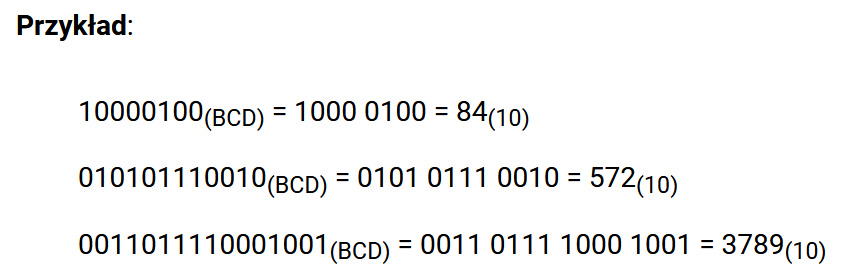 Przykład:
10000100(BCD) = 1000 0100 = 84(10)
010101110010(BCD) = 0101 0111 0010 = 572(10)
0011011110001001(BCD) = 0011 0111 1000 1001 = 3789(10)